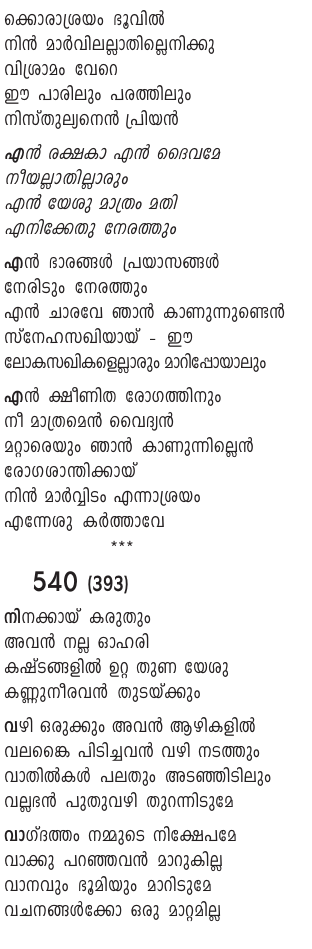 ക്കൊരാശ്രയം ഭൂവിൽ
നിൻ മാർവിലല്ലാതില്ലെനിക്കു
വിശ്രാമം വേറെ
ഈ പാരിലും പരത്തിലും
നിസ്തുല്യനെൻ പ്രിയൻ
എൻ രക്ഷകാ എൻ ദൈവമേ
നീയല്ലാതില്ലാരും
എൻ യേശു മാത്രം മതി
എനിക്കേതു നേരത്തും
എൻ ഭാരങ്ങൾ പ്രയാസങ്ങൾ
നേരിടും നേരത്തും
എൻ ചാരവേ ഞാൻ കാണുന്നുണ്ടെൻ
സ്നേഹസഖിയായ് - ഈ
ലോകസഖികളെല്ലാരും മാറിപ്പോയാലും
എൻ ക്ഷീണിത രോഗത്തിനും
നീ മാത്രമെൻ വൈദ്യൻ
മറ്റാരെയും ഞാൻ കാണുന്നില്ലെൻ
രോഗശാന്തിക്കായ്
നിൻ മാർവ്വിടം എന്നാശ്രയം
എന്നേശു കർത്താവേ
***
540 (393)
നിനക്കായ് കരുതും
അവൻ നല്ല ഓഹരി
കഷ്ടങ്ങളിൽ ഉറ്റ തുണ യേശു
കണ്ണുനീരവൻ തുടയ്ക്കും
വഴി ഒരുക്കും അവൻ ആഴികളിൽ
വലങ്കൈ പിടിച്ചവൻ വഴി നടത്തും
വാതിൽകൾ പലതും അടഞ്ഞിടിലും
വല്ലഭൻ പുതുവഴി തുറന്നിടുമേ
വാഗ്ദത്തം നമ്മുടെ നിക്ഷേപമേ
വാക്കു പറഞ്ഞവൻ മാറുകില്ല
വാനവും ഭൂമിയും മാറിടുമേ
വചനങ്ങൾക്കോ ഒരു മാറ്റമില്ല